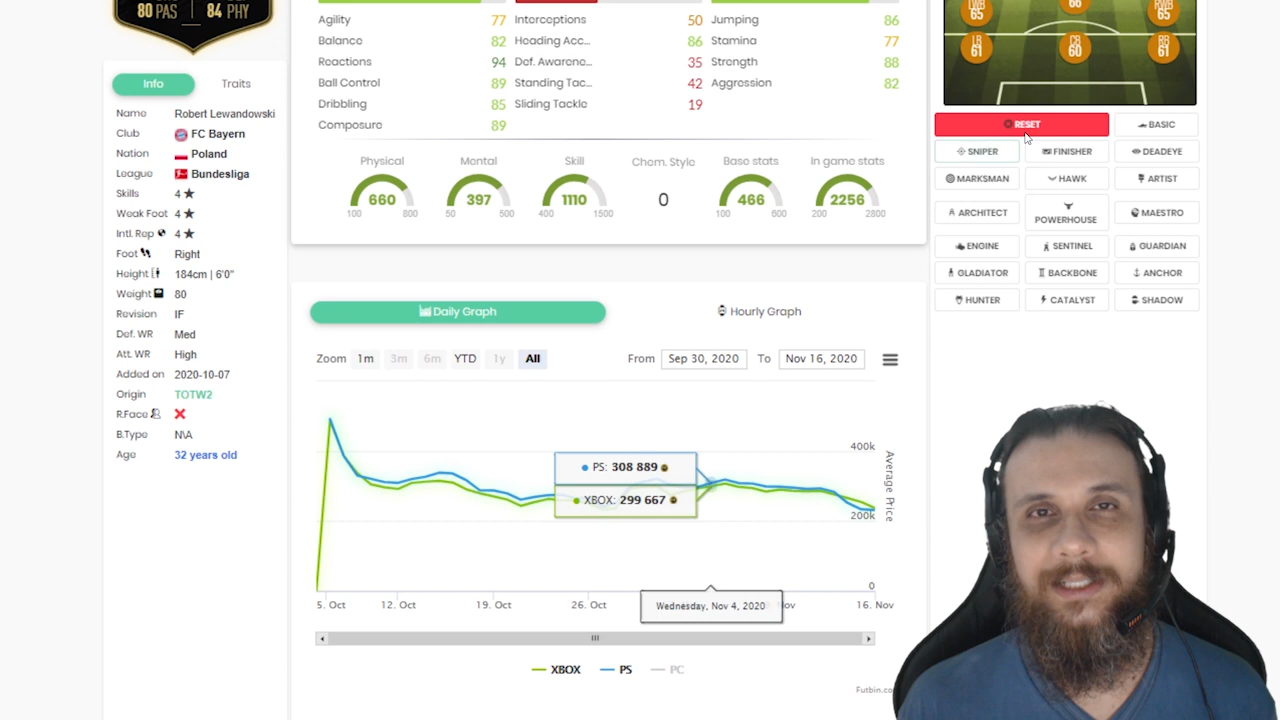 80 PAS 84 PHY
Info Traits
Name Robert Lewandowski
Club FC Bayern
Nation Poland
League Bundesliga
Skills 4★
Weak Foot 4★
Intl. Rep 4★
Foot Right
Height 184cm | 6'0"
Weight 80
Revision IF
Def. WR Med
Att. WR High
Added on 2020-10-07
Origin TOTW2
R.Face
B.Type N\A
Age 32 years old
Agility 77 Interceptions 50 Jumping 86
Balance 82 Heading Acc... 86 Stamina 77
Reactions 94 Def. Awarene... 35 Strength 88
Ball Control 89 Standing Tac... 42 Aggression 82
Dribbling 85 Sliding Tackle 19
Composure 89
Physical Mental Skill Chem. Style Base stats In game stats
660 397 1110 0 466 2256
100 800 50 500 400 1500 100 600 200 2800
Daily Graph Hourly Graph
Zoom 1m 3m 6m YTD 1y All From Sep 30, 2020 To Nov 16, 2020
400k
200k
0
Average Price
PS: 308 889
XBOX: 299 667
5. Oct 12. Oct 19. Oct 26. Oct Nov 16. Nov
Wednesday, Nov 4, 2020
XBOX PS PC
LWB 65 66 RWB 65
LB 61 CB 60 RB 61
RESET BASIC
SNIPER FINISHER DEADEYE
MARKSMAN HAWK ARTIST
ARCHITECT POWERHOUSE MAESTRO
ENGINE SENTINEL GUARDIAN
GLADIATOR BACKBONE ANCHOR
HUNTER CATALYST SHADOW